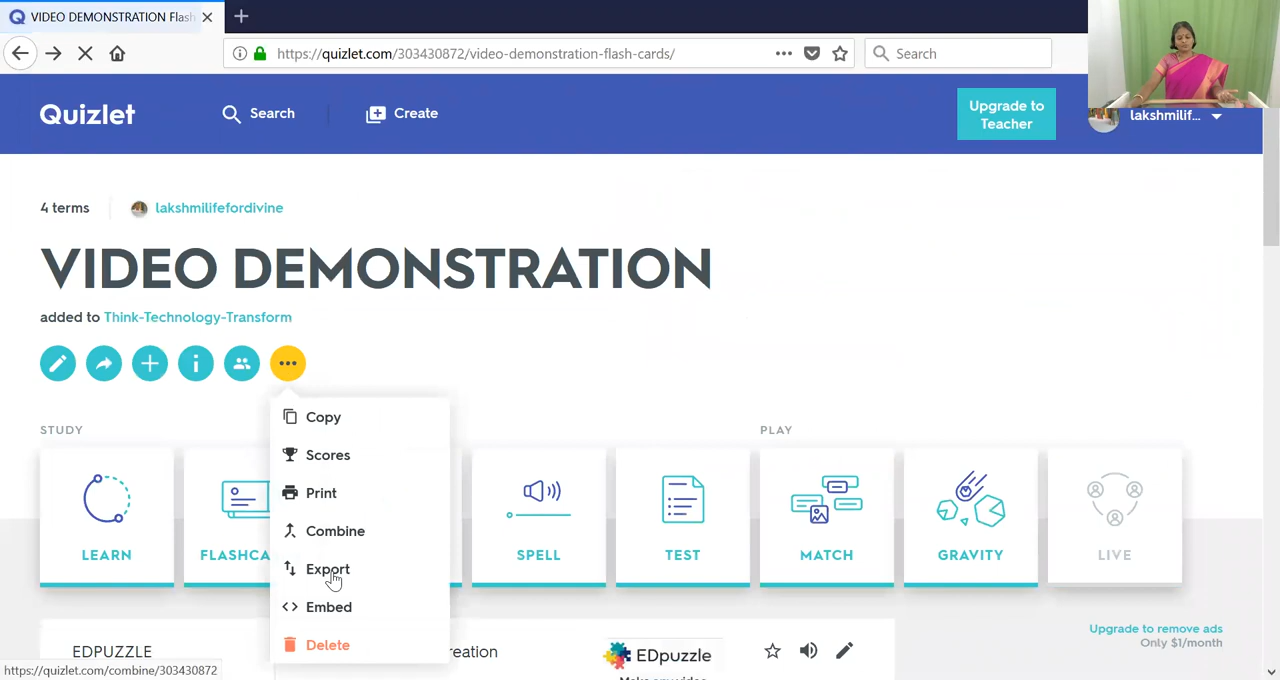 VIDEO DEMONSTRATION Flash
https://quizlet.com/303430872/video-demonstration-flash-cards/
Search
Quizlet
Search
Create
Upgrade to
Teacher
lakshmilif...
4 terms
lakshmilifefordivine
VIDEO DEMONSTRATION
added to Think-Technology-Transform
Copy
Scores
Print
Combine
Export
Embed
Delete
STUDY
PLAY
LEARN
FLASHCA
SPELL
TEST
MATCH
GRAVITY
LIVE
Upgrade to remove ads
Only $1/month
EDPUZZLE
reation
EDpuzzle
https://quizlet.com/combine/303430872